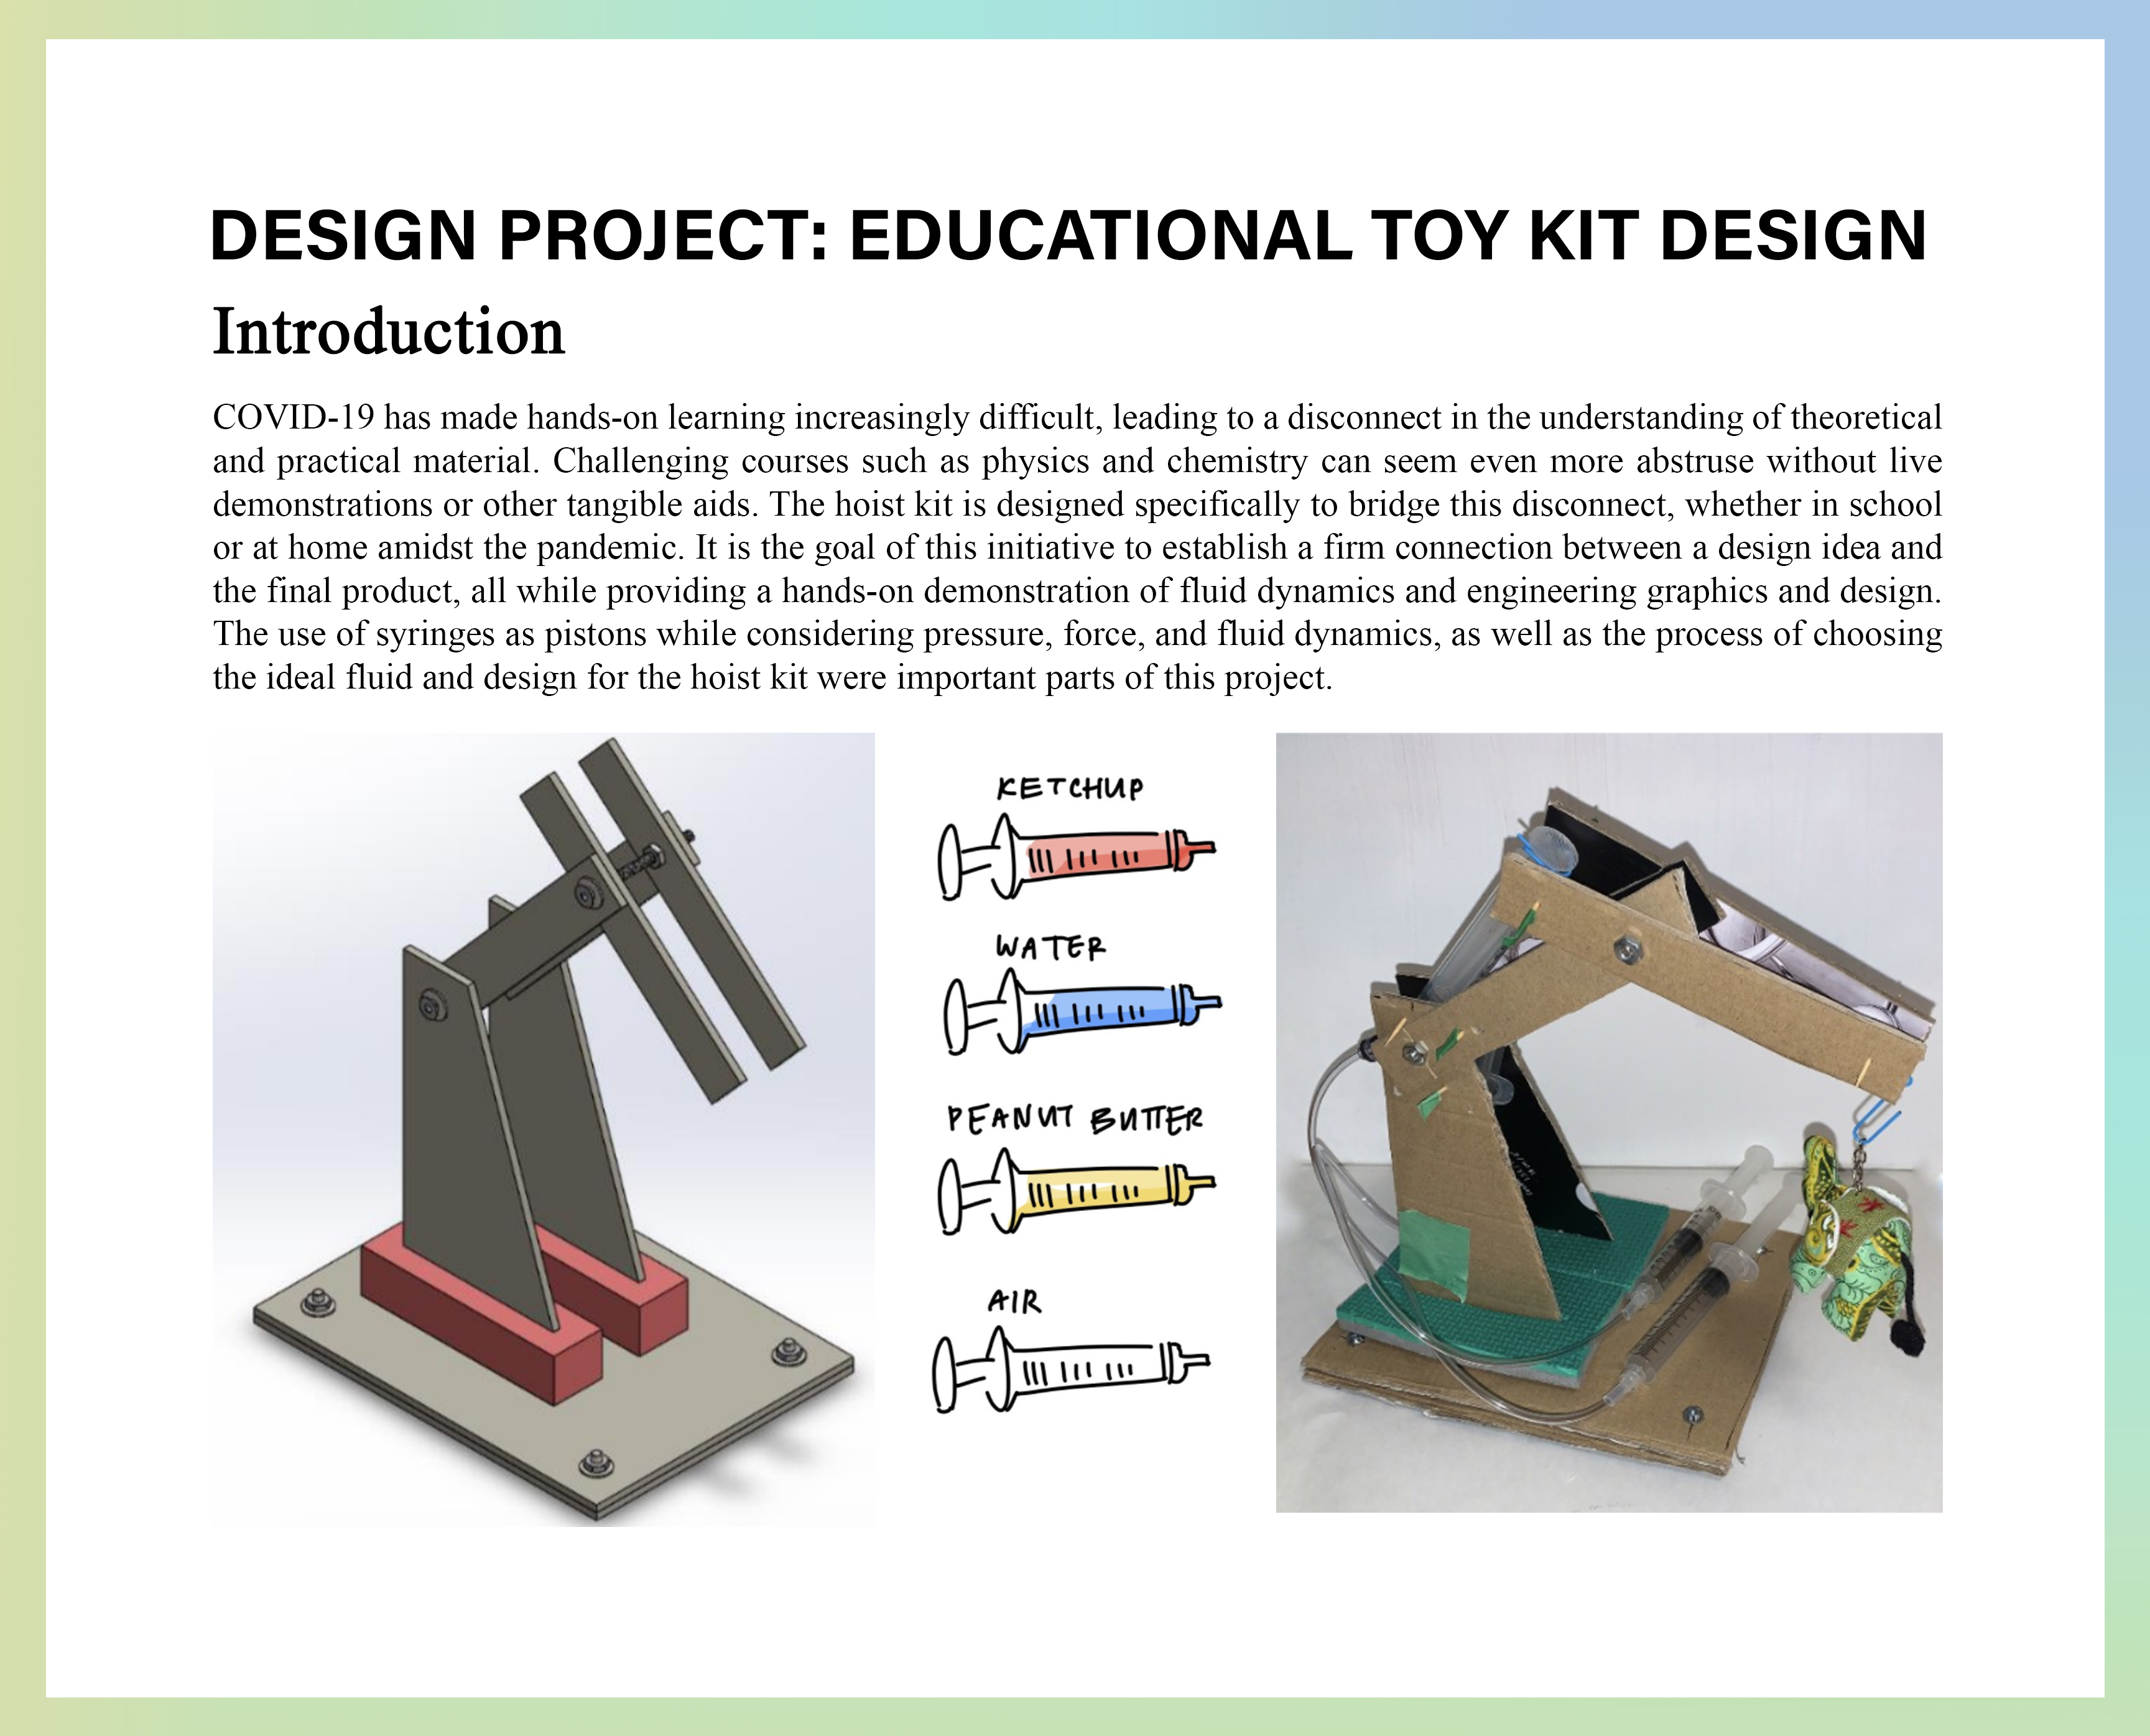 DESIGN PROJECT: EDUCATIONAL TOY KIT DESIGN
Introduction
COVID-19 has made hands-on learning increasingly difficult, leading to a disconnect in the understanding of theoretical
and practical material. Challenging courses such as physics and chemistry can seem even more abstruse without live
demonstrations or other tangible aids. The hoist kit is designed specifically to bridge this disconnect, whether in school
or at home amidst the pandemic. It is the goal of this initiative to establish a firm connection between a design idea and
the final product, all while providing a hands-on demonstration of fluid dynamics and engineering graphics and design.
The use of syringes as pistons while considering pressure, force, and fluid dynamics, as well as the process of choosing
the ideal fluid and design for the hoist kit were important parts of this project.
KETCHUP
WATER
PEANUT BUTTER
AIR